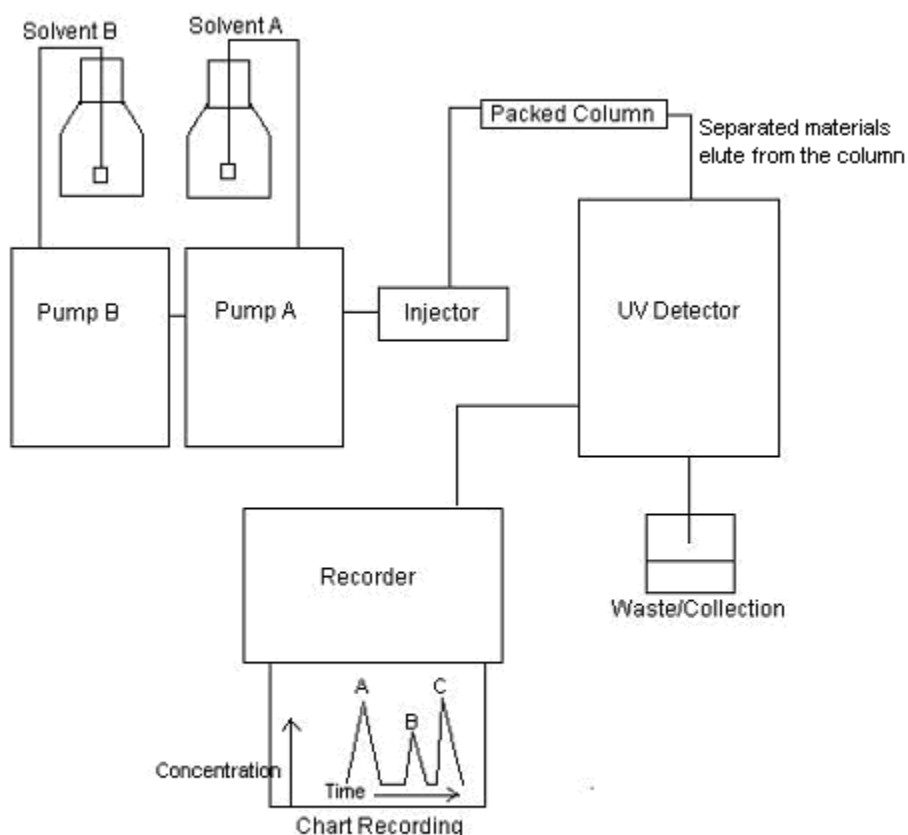 Solvent B
Solvent A
Packed Column
Separated materials
elute from the column
Pump B
Pump A
Injector
UV Detector
Recorder
Waste/Collection
A
B
C
Concentration
Time
Chart Recording